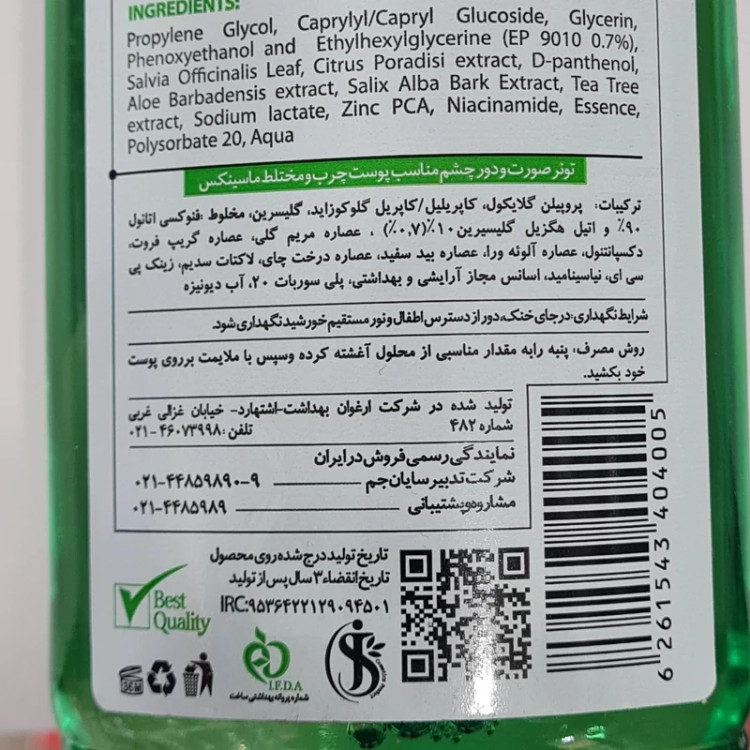 INGREDIENTS:
Propylene Glycol, Caprylyl/Capryl Glucoside, Glycerin,
Phenoxyethanol and Ethylhexylglycerine (EP 9010 0.7%),
Salvia Officinalis Leaf, Citrus Poradisi extract, D-panthenol,
Aloe Barbadensis extract, Salix Alba Bark Extract, Tea Tree
extract, Sodium lactate, Zinc PCA, Niacinamide, Essence,
Polysorbate 20, Aqua
تونر صورت و دور چشم مناسب پوست چرب و مختلط ماسینکس
ترکیبات: پروپیلن گلایکول، کاپریلیل/کاپریل گلوکوزاید، گلیسرین، مخلوط فنوکسی اتانول
۹۰٪ و اتیل هگزیل گلیسیرین۱۰٪(۰٫۷٪) ، عصاره مریم گلی، عصاره گریپ فروت،
دکسپانتنول، عصاره آلوئه ورا، عصاره بید سفید، عصاره درخت چای، لاکتات سدیم، زینک پی
سی ای، نیاسینامید، اسانس مجاز آرایشی و بهداشتی، پلی سوربات ۲۰، آب دیونیزه
شرایط نگهداری: در جای خنک، دور از دسترس اطفال و نور مستقیم خورشید نگهداری شود.
روش مصرف: پنبه رابه مقدار مناسبی از محلول آغشته کرده وسپس با ملایمت برروی پوست
خود بکشید.
تولید شده در شرکت ارغوان بهداشت-اشتهارد- خیابان غزالی غربی
شماره ۴۸۲ تلفن: ۴۶۰۷۳۹۹۸-۰۲۱
نمایندگی رسمی فروش در ایران
شرکت تدبیر سایان جم ۰۲۱-۴۴۸۵۹۸۹۰-۹
مشاوره و پشتیبانی ۰۲۱-۴۴۸۵۹۸۹
6 261543 404005
تاریخ تولید درج شده روی محصول
تاریخ انقضاء ۳ سال پس از تولید
IRC:۹۵۳۶۴۲۲۱۲۹۰۹۴۵۰۱
Best
Quality
I.F.D.A
شماره پروانه بهداشتی ساخت